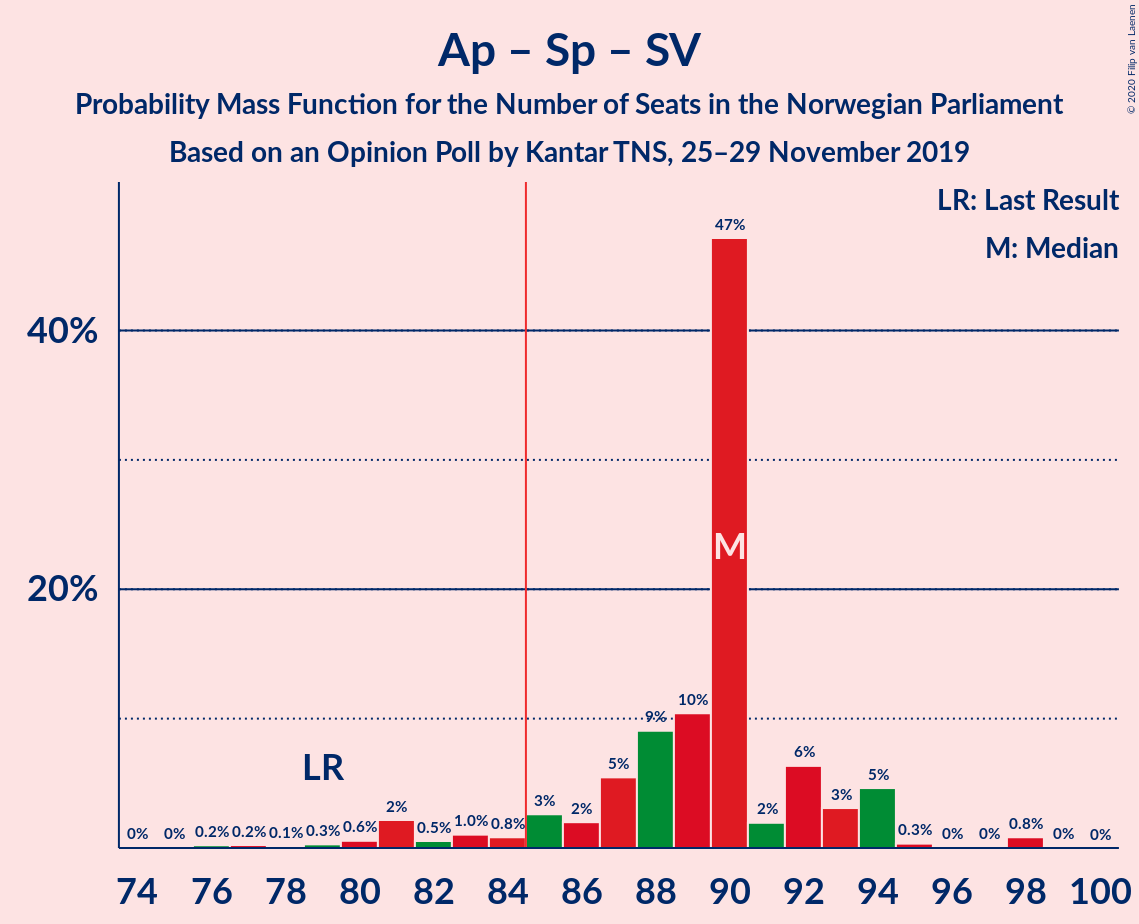 Ap – Sp – SV
Probability Mass Function for the Number of Seats in the Norwegian Parliament
Based on an Opinion Poll by Kantar TNS, 25–29 November 2019
© 2020 Filip van Laenen
LR: Last Result
M: Median
40%
20%
0% 0% 0.2% 0.2% 0.1% 0.3% 0.6% 2% 0.5% 1.0% 0.8% 3% 2% 5% 9% 10% 47% 2% 6% 3% 5% 0.3% 0% 0% 0.8% 0% 0%
M
LR
74 76 78 80 82 84 86 88 90 92 94 96 98 100